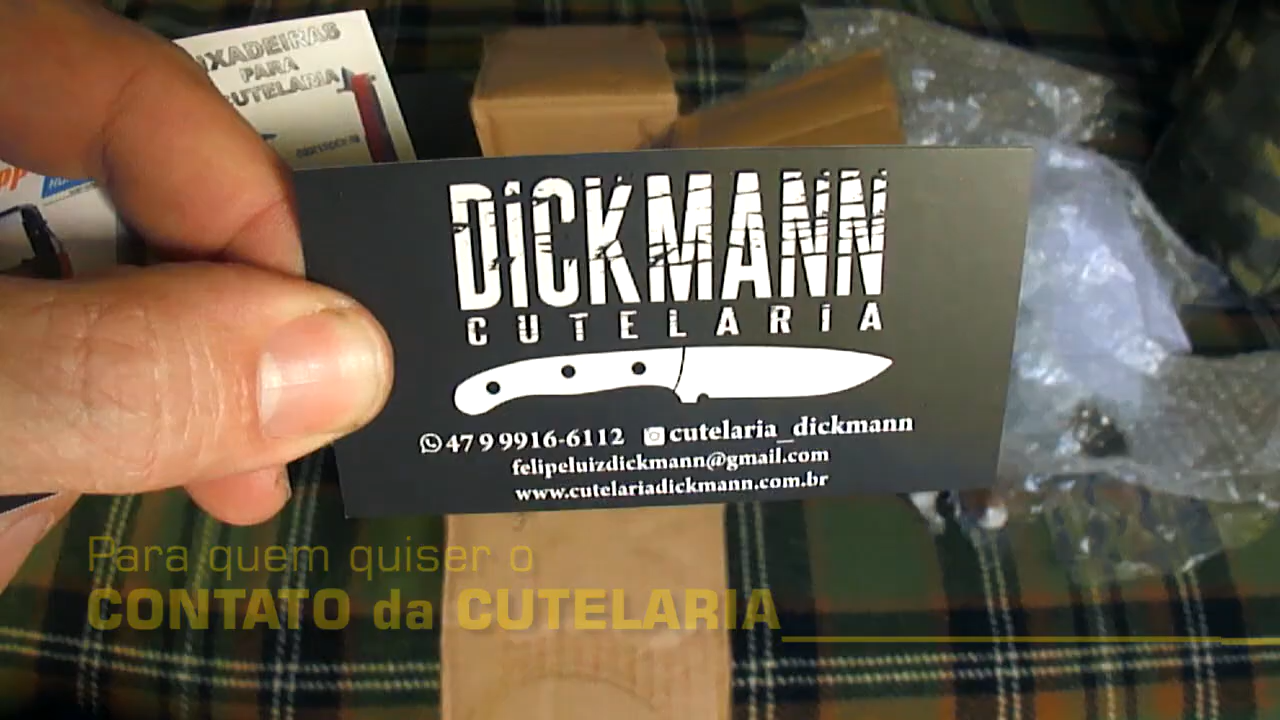 PARA
CUTELARIA
DICKMANN
CUTELARIA
47 9 9916-6112 cutelaria_dickmann
felipeluizdickmann@gmail.com
www.cutelariadickmann.com.br
Para quem quiser o
CONTATO da CUTELARIA